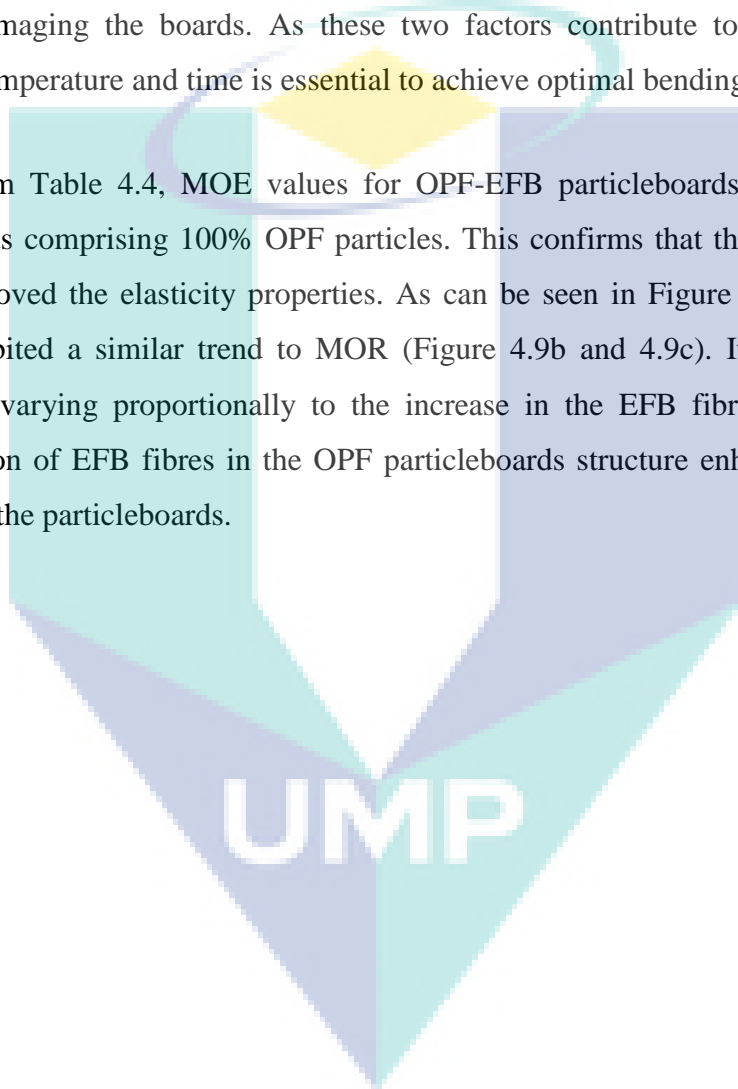 maging the boards. As these two factors contribute to
mperature and time is essential to achieve optimal bending
m Table 4.4, MOE values for OPF-EFB particleboards
s comprising 100% OPF particles. This confirms that th
oved the elasticity properties. As can be seen in Figure
bited a similar trend to MOR (Figure 4.9b and 4.9c). I
varying proportionally to the increase in the EFB fibr
on of EFB fibres in the OPF particleboards structure enh
the particleboards.
UMP